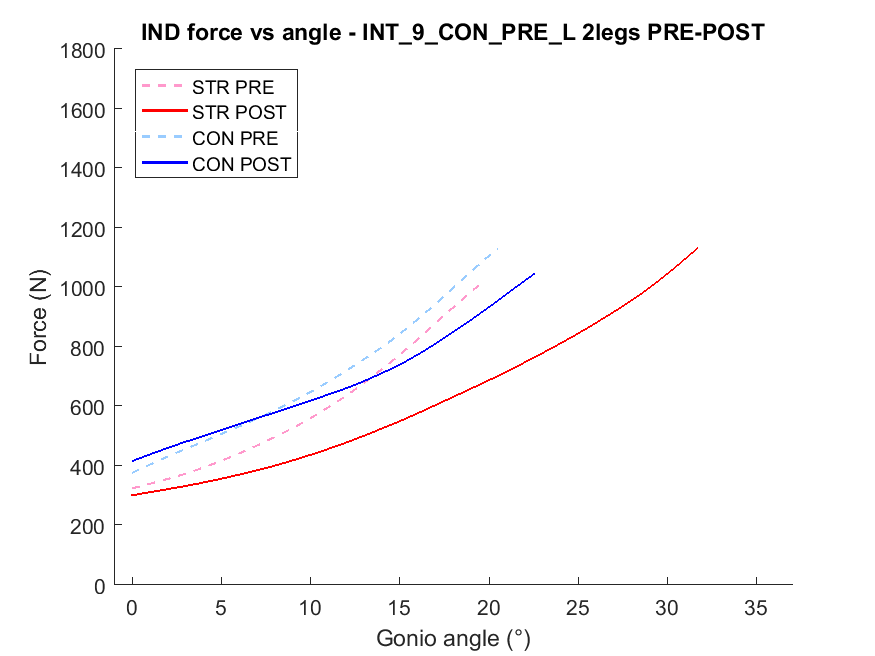 IND force vs angle - INT_9_CON_PRE_L 2legs PRE-POST
1800
1600
1400
1200
1000
800
600
400
200
0
Force (N)
STR PRE
STR POST
CON PRE
CON POST
0 5 10 15 20 25 30 35
Gonio angle (°)